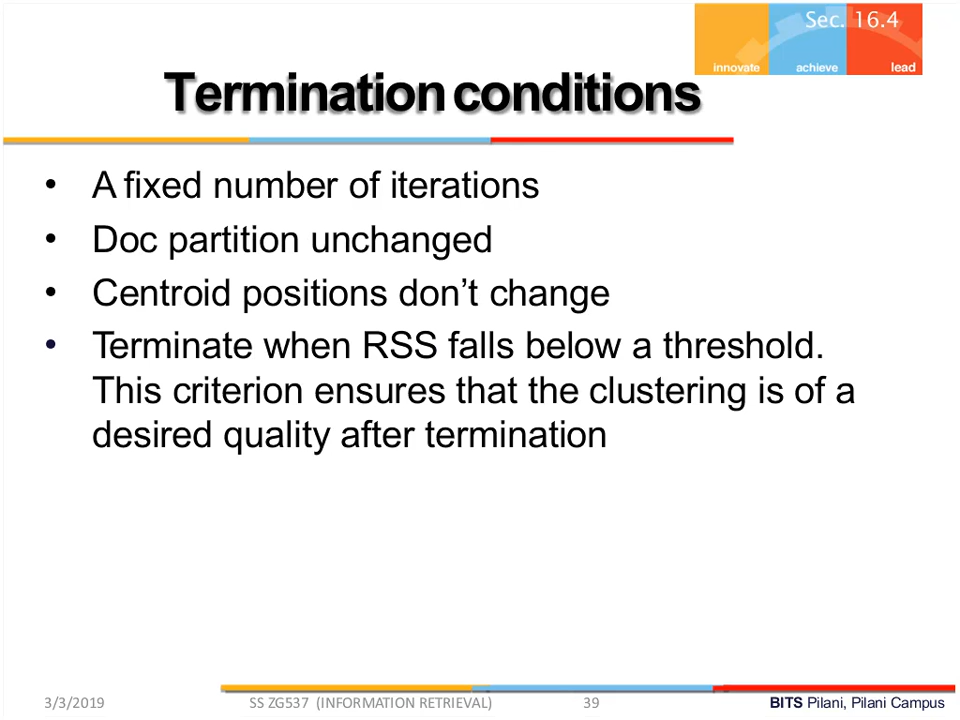 Sec. 16.4
innovate achieve lead
Termination conditions
• A fixed number of iterations
• Doc partition unchanged
• Centroid positions don’t change
• Terminate when RSS falls below a threshold.
This criterion ensures that the clustering is of a
desired quality after termination
3/3/2019 SS ZG537 (INFORMATION RETRIEVAL) 39 BITS Pilani, Pilani Campus